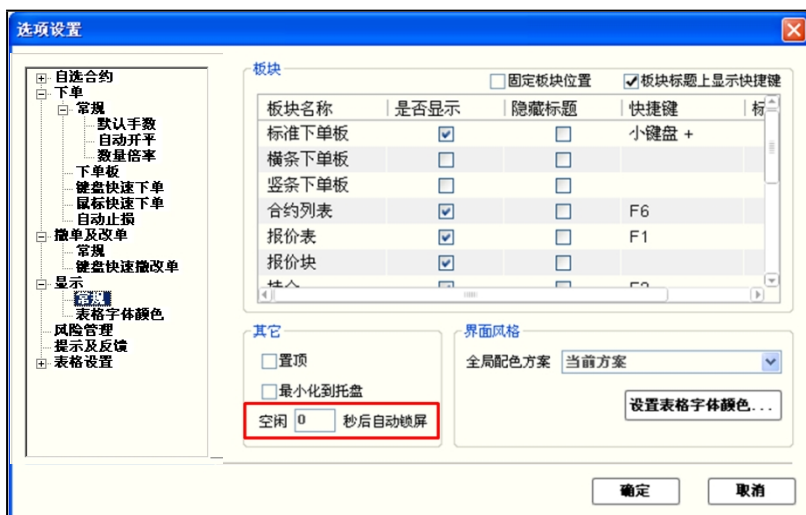 选项设置
自选合约
下单
常规
默认手数
自动开平
数量倍率
下单板
键盘快速下单
鼠标快速下单
自动止损
撤单及改单
常规
键盘快速撤改单
显示
常规
表格字体颜色
风险管理
提示及反馈
表格设置
板块
固定板块位置 板块标题上显示快捷键
板块名称 是否显示 隐藏标题 快捷键
标准下单板 小键盘 +
横条下单板
竖条下单板
合约列表 F6
报价表 F1
报价块
其它
置顶
最小化到托盘
空闲 0 秒后自动锁屏
界面风格
全局配色方案 当前方案
设置表格字体颜色...
确定 取消